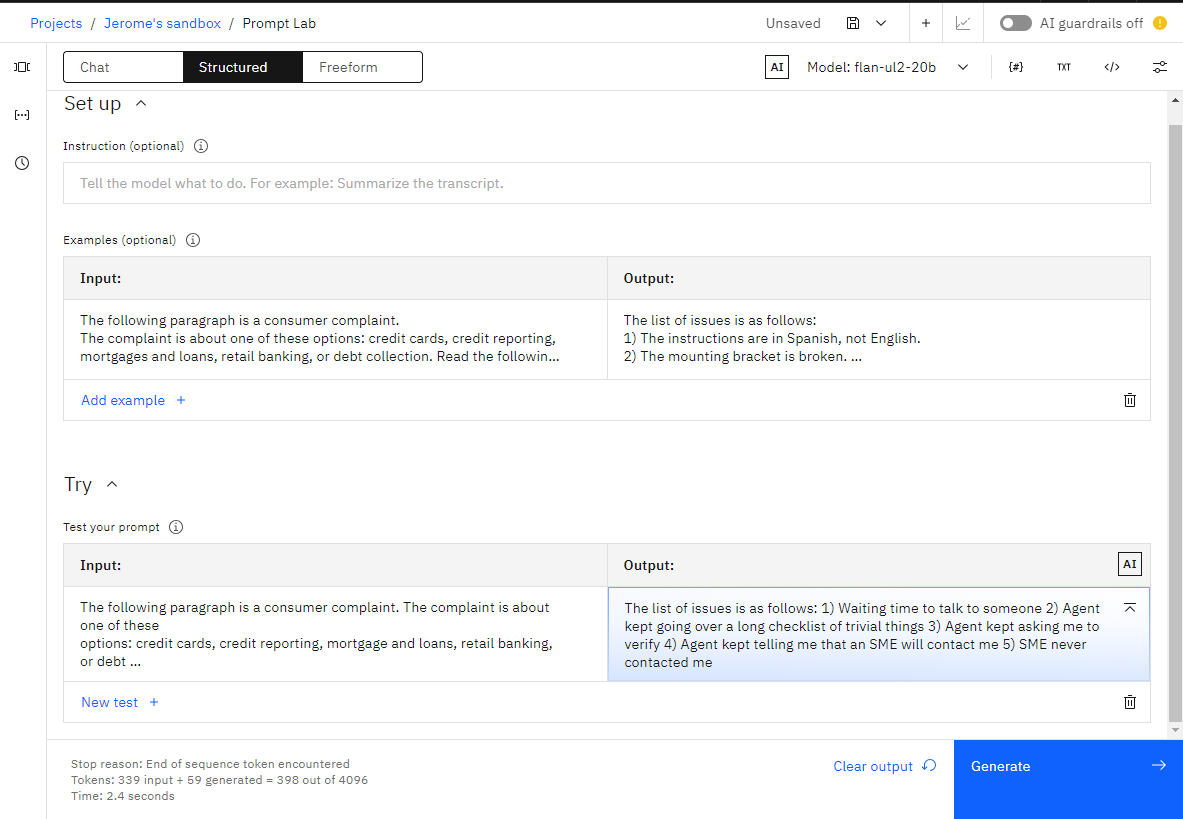 Projects / Jerome's sandbox / Prompt Lab
Unsaved
AI guardrails off
Chat
Structured
Freeform
AI
Model: flan-ul2-20b
{#}
TXT
</>
Set up
Instruction (optional)
Tell the model what to do. For example: Summarize the transcript.
Examples (optional)
Input:
Output:
The following paragraph is a consumer complaint.
The complaint is about one of these options: credit cards, credit reporting,
mortgages and loans, retail banking, or debt collection. Read the followin...
The list of issues is as follows:
1) The instructions are in Spanish, not English.
2) The mounting bracket is broken. ...
Add example +
Try
Test your prompt
Input:
Output:
AI
The following paragraph is a consumer complaint. The complaint is about
one of these
options: credit cards, credit reporting, mortgage and loans, retail banking,
or debt ...
The list of issues is as follows: 1) Waiting time to talk to someone 2) Agent
kept going over a long checklist of trivial things 3) Agent kept asking me to
verify 4) Agent kept telling me that an SME will contact me 5) SME never
contacted me
New test +
Stop reason: End of sequence token encountered
Tokens: 339 input + 59 generated = 398 out of 4096
Time: 2.4 seconds
Clear output
Generate